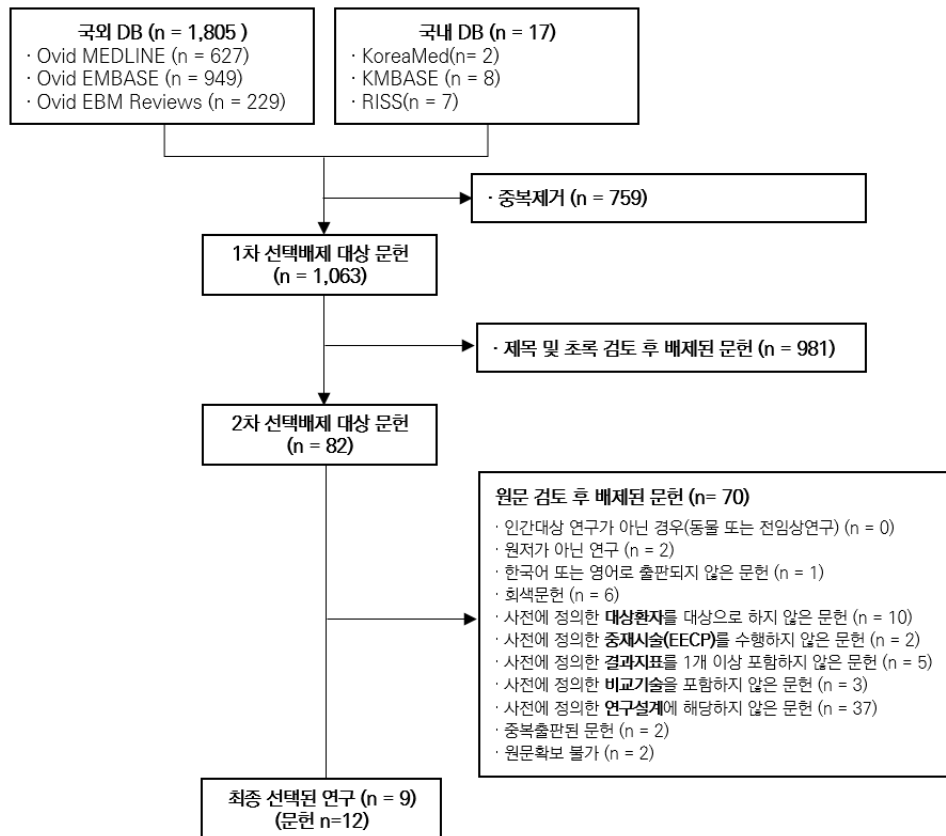 국외 DB (n = 1,805 )
· Ovid MEDLINE (n = 627)
· Ovid EMBASE (n = 949)
· Ovid EBM Reviews (n = 229)
국내 DB (n = 17)
· KoreaMed(n= 2)
· KMBASE (n = 8)
· RISS(n = 7)
· 중복제거 (n = 759)
1차 선택배제 대상 문헌
(n = 1,063)
· 제목 및 초록 검토 후 배제된 문헌 (n = 981)
2차 선택배제 대상 문헌
(n = 82)
원문 검토 후 배제된 문헌 (n= 70)
· 인간대상 연구가 아닌 경우(동물 또는 전임상연구) (n = 0)
· 원저가 아닌 연구 (n = 2)
· 한국어 또는 영어로 출판되지 않은 문헌 (n = 1)
· 회색문헌 (n = 6)
· 사전에 정의한 대상환자를 대상으로 하지 않은 문헌 (n = 10)
· 사전에 정의한 중재시술(EECP)를 수행하지 않은 문헌 (n = 2)
· 사전에 정의한 결과지표를 1개 이상 포함하지 않은 문헌 (n = 5)
· 사전에 정의한 비교기술을 포함하지 않은 문헌 (n = 3)
· 사전에 정의한 연구설계에 해당하지 않은 문헌 (n = 37)
· 중복출판된 문헌 (n = 2)
· 원문확보 불가 (n = 2)
최종 선택된 연구 (n = 9)
(문헌 n=12)